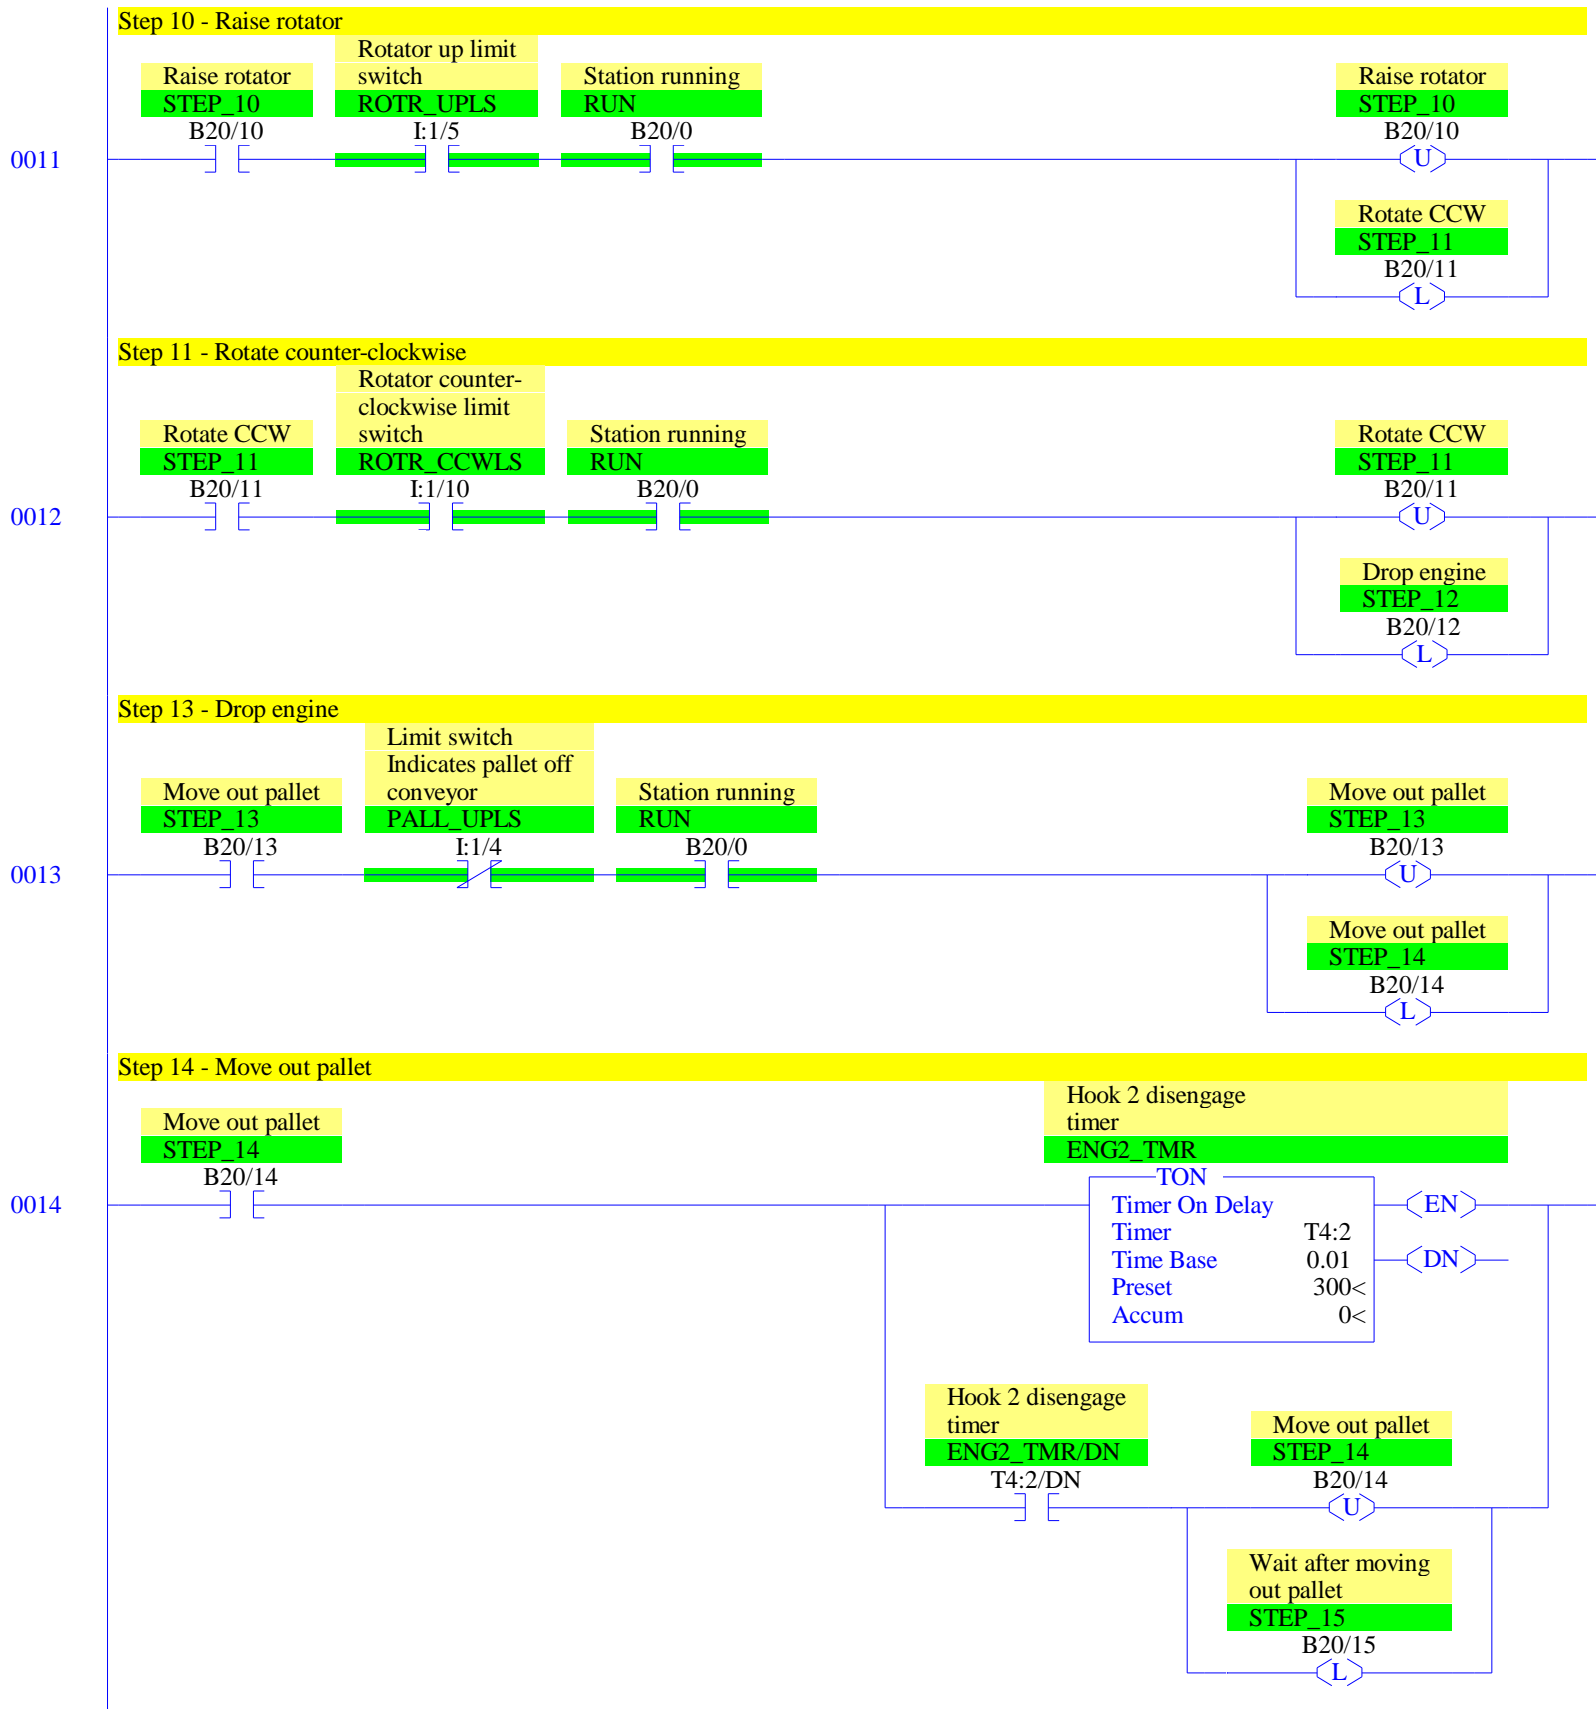 Step 10 - Raise rotator
Raise rotator
STEP_10
B20/10
Rotator up limit
switch
ROTR_UPLS
I:1/5
Station running
RUN
B20/0
Raise rotator
STEP_10
B20/10
U
0011
Rotate CCW
STEP_11
B20/11
L
Step 11 - Rotate counter-clockwise
Rotate CCW
STEP_11
B20/11
Rotator counter-
clockwise limit
switch
ROTR_CCWLS
I:1/10
Station running
RUN
B20/0
Rotate CCW
STEP_11
B20/11
U
0012
Drop engine
STEP_12
B20/12
L
Step 13 - Drop engine
Move out pallet
STEP_13
B20/13
Limit switch
Indicates pallet off
conveyor
PALL_UPLS
I:1/4
Station running
RUN
B20/0
Move out pallet
STEP_13
B20/13
U
0013
Move out pallet
STEP_14
B20/14
L
Step 14 - Move out pallet
Move out pallet
STEP_14
B20/14
0014
Hook 2 disengage
timer
ENG2_TMR
TON
Timer On Delay
Timer T4:2
Time Base 0.01
Preset 300<
Accum 0<
EN
DN
Hook 2 disengage
timer
ENG2_TMR/DN
T4:2/DN
Move out pallet
STEP_14
B20/14
U
Wait after moving
out pallet
STEP_15
B20/15
L